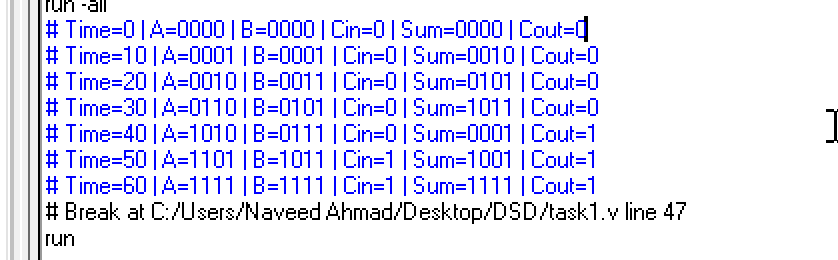 run -all
# Time=0 | A=0000 | B=0000 | Cin=0 | Sum=0000 | Cout=0
# Time=10 | A=0001 | B=0001 | Cin=0 | Sum=0010 | Cout=0
# Time=20 | A=0010 | B=0011 | Cin=0 | Sum=0101 | Cout=0
# Time=30 | A=0110 | B=0101 | Cin=0 | Sum=1011 | Cout=0
# Time=40 | A=1010 | B=0111 | Cin=0 | Sum=0001 | Cout=1
# Time=50 | A=1101 | B=1011 | Cin=1 | Sum=1001 | Cout=1
# Time=60 | A=1111 | B=1111 | Cin=1 | Sum=1111 | Cout=1
# Break at C:/Users/Naveed Ahmad/Desktop/DSD/task1.v line 47
run